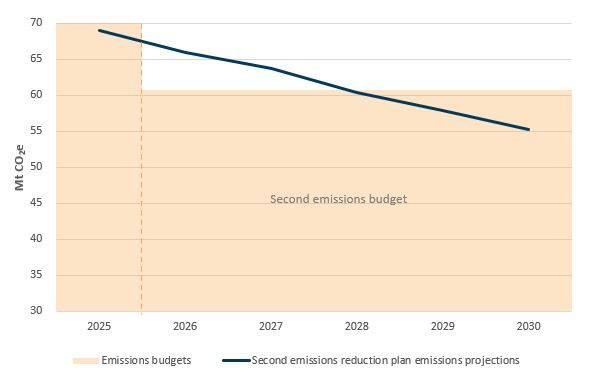 70
65
60
55
50
45
40
35
30
Mt CO₂e
Second emissions budget
2025 2026 2027 2028 2029 2030
Emissions budgets Second emissions reduction plan emissions projections